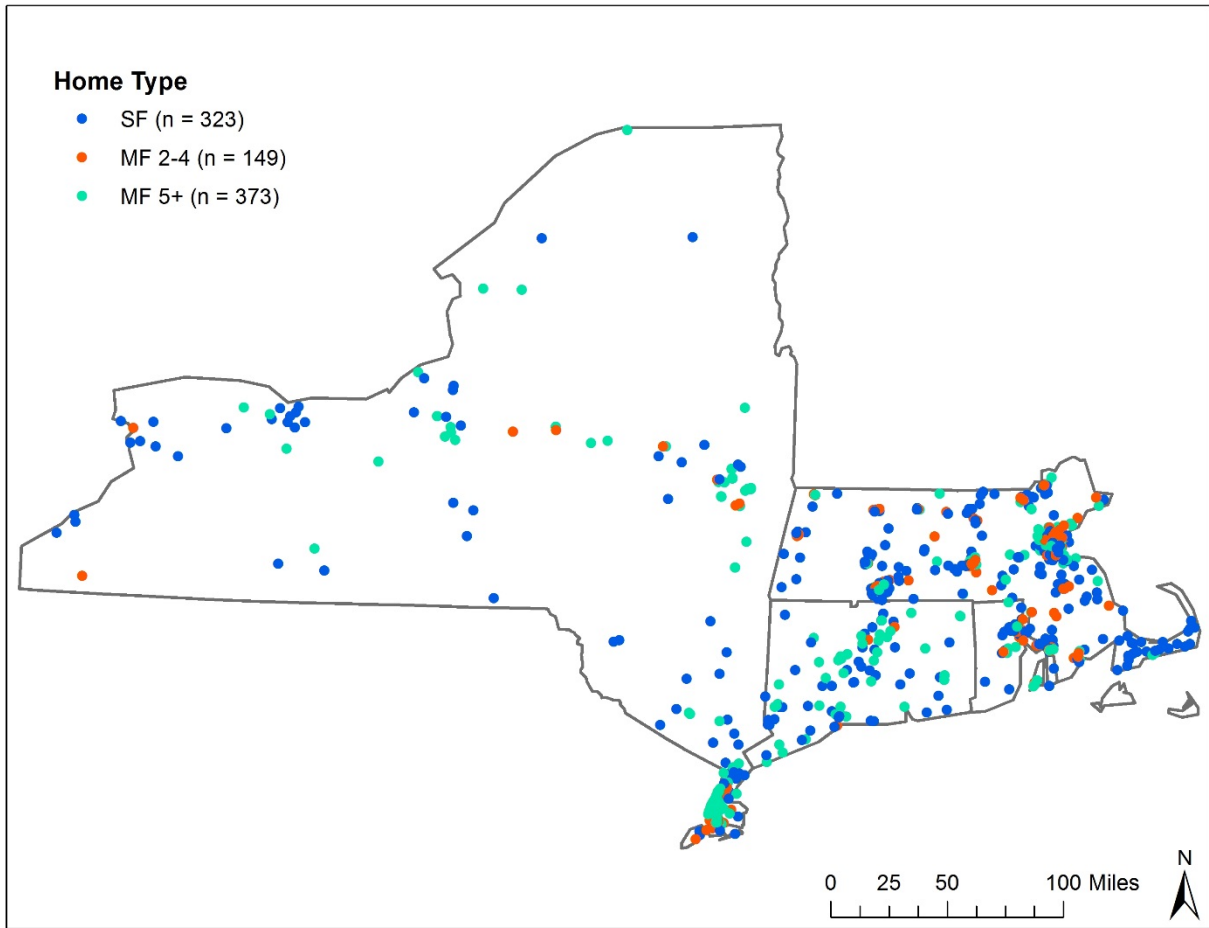 Home Type
SF (n = 323)
MF 2-4 (n = 149)
MF 5+ (n = 373)
N
0 25 50 100 Miles